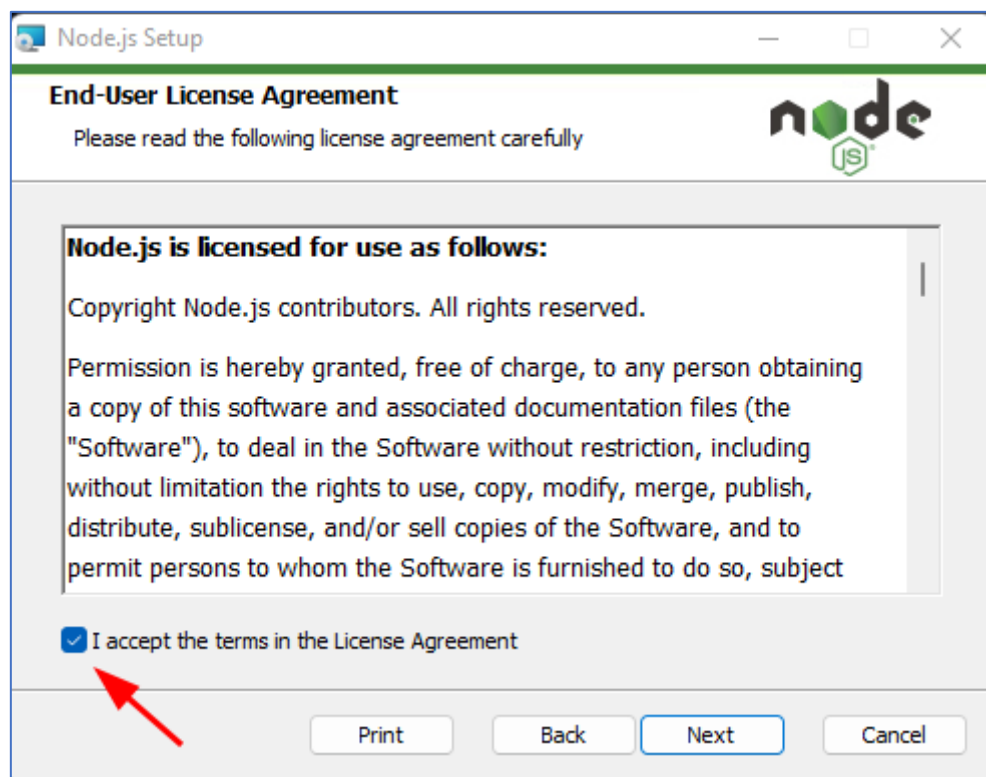 Node.js Setup
End-User License Agreement
Please read the following license agreement carefully
node
JS
Node.js is licensed for use as follows:
Copyright Node.js contributors. All rights reserved.
Permission is hereby granted, free of charge, to any person obtaining
a copy of this software and associated documentation files (the
"Software"), to deal in the Software without restriction, including
without limitation the rights to use, copy, modify, merge, publish,
distribute, sublicense, and/or sell copies of the Software, and to
permit persons to whom the Software is furnished to do so, subject
I accept the terms in the License Agreement
Print Back Next Cancel